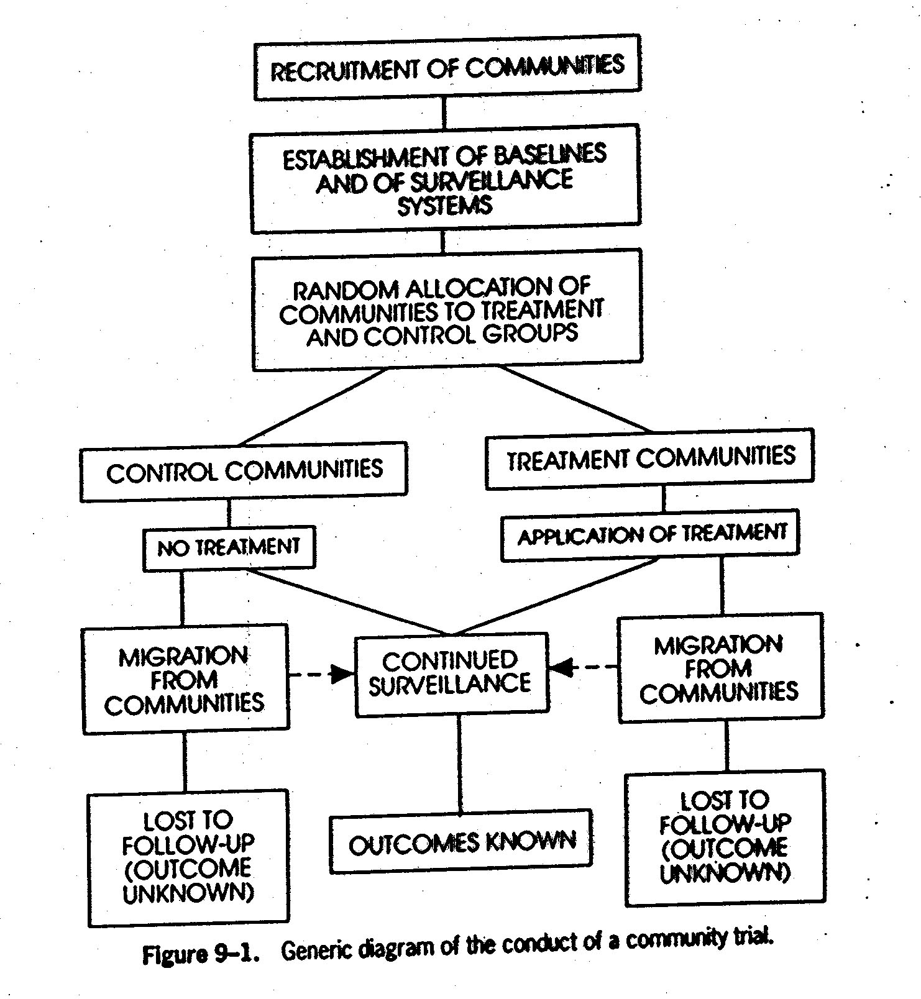 RECRUITMENT OF COMMUNITIES
ESTABLISHMENT OF BASELINES
AND OF SURVEILLANCE
SYSTEMS
RANDOM ALLOCATION OF
COMMUNITIES TO TREATMENT
AND CONTROL GROUPS
CONTROL COMMUNITIES
TREATMENT COMMUNITIES
NO TREATMENT
APPLICATION OF TREATMENT
MIGRATION
FROM
COMMUNITIES
CONTINUED
SURVEILLANCE
MIGRATION
FROM
COMMUNITIES
LOST TO
FOLLOW-UP
(OUTCOME
UNKNOWN)
OUTCOMES KNOWN
LOST TO
FOLLOW-UP
(OUTCOME
UNKNOWN)
Figure 9–1. Generic diagram of the conduct of a community trial.